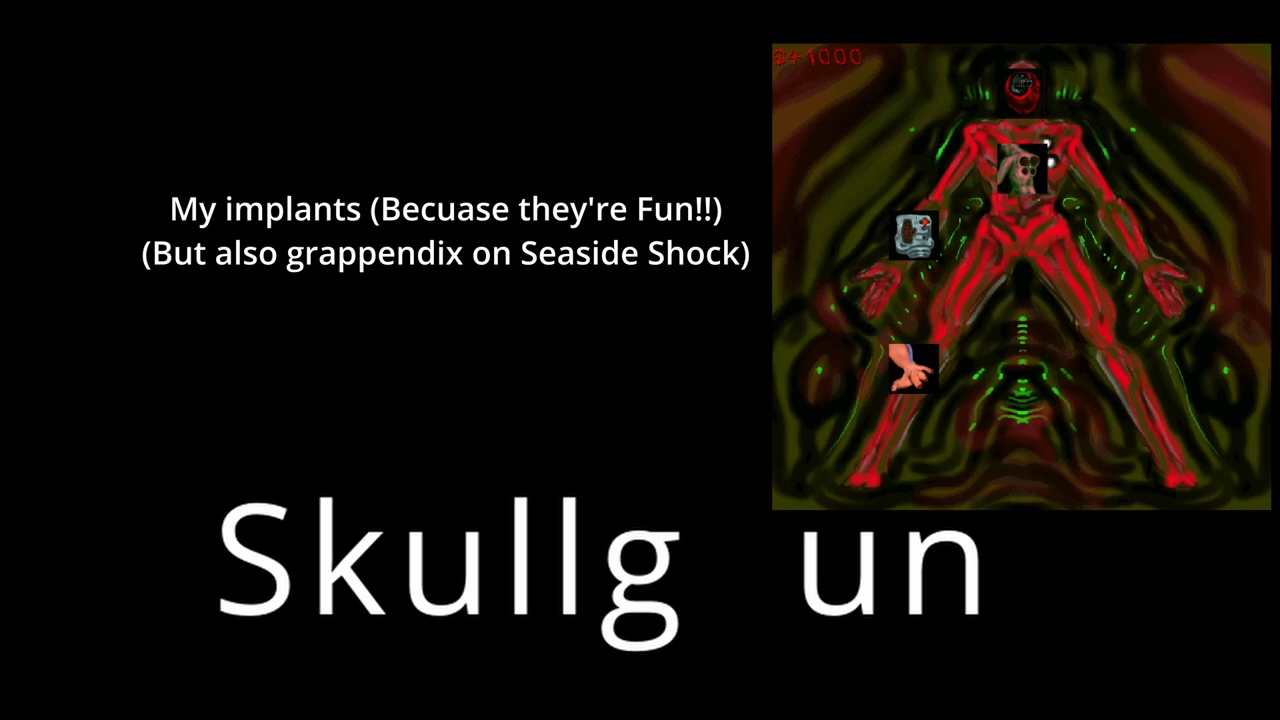 $41000
My implants (Becuase they're Fun!!)
(But also grappendix on Seaside Shock)
Skullg un